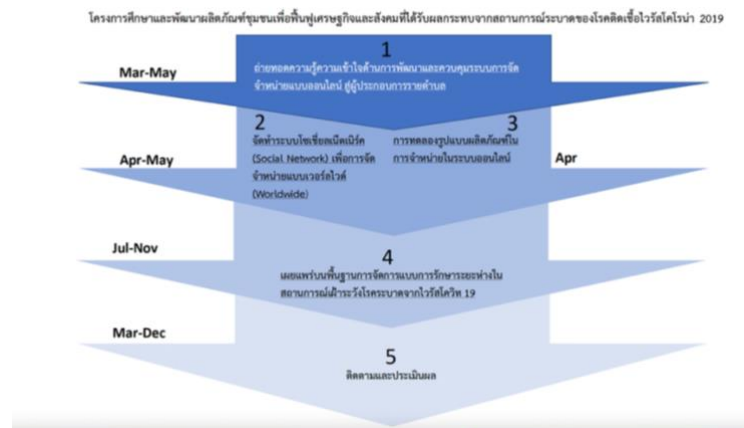 โครงการศึกษาและพัฒนาผลิตภัณฑ์ชุมชนเพื่อฟื้นฟูเศรษฐกิจและสังคมที่ได้รับผลกระทบจากสถานการณ์ระบาดของโรคติดเชื้อไวรัสโคโรน่า 2019
Mar-May
1
ถ่ายทอดความรู้ความเข้าใจด้านการพัฒนาและควบคุมระบบการจัด
จำหน่ายแบบออนไลน์ สู่ผู้ประกอบการรายตำบล
Apr-May
2
จัดทำระบบโซเชียลเน็ตเวิร์ค
(Social Network) เพื่อการจัด
จำหน่ายแบบเวอร์ลไวด์
(Worldwide)
3
การทดลองรูปแบบผลิตภัณฑ์ใน
การจำหน่ายในระบบออนไลน์
Apr
Jul-Nov
4
เผยแพร่บนพื้นฐานการจัดการแบบการรักษาระยะห่างใน
สถานการณ์เฝ้าระวังโรคระบาดจากไวรัสโควิท 19
Mar-Dec
5
ติดตามและประเมินผล